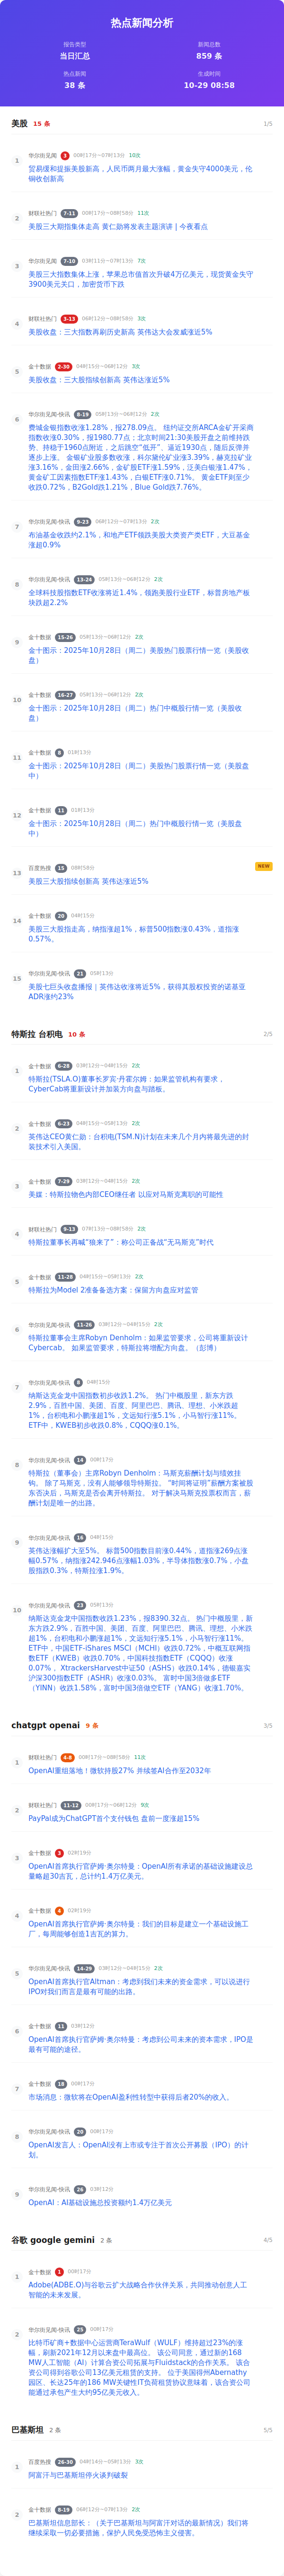 热点新闻分析
报告类型
当日汇总
新闻总数
859 条
热点新闻
38 条
生成时间
10-29 08:58
美股 15 条 1/5
1
华尔街见闻 3 00时17分~07时13分 10次
贸易缓和提振美股新高，人民币两月最大涨幅，黄金失守4000美元，伦
铜收创新高
2
财联社热门 7-11 00时17分~08时58分 11次
美股三大期指集体走高 黄仁勋将发表主题演讲 | 今夜看点
3
华尔街见闻 7-10 03时11分~07时13分 7次
美股三大指数集体上涨，苹果总市值首次升破4万亿美元，现货黄金失守
3900美元关口，加密货币下跌
4
财联社热门 3-13 06时12分~08时58分 3次
美股收盘：三大指数再刷历史新高 英伟达大会发威涨近5%
5
金十数据 2-30 04时15分~06时12分 3次
美股收盘：三大股指续创新高 英伟达涨近5%
6
华尔街见闻-快讯 8-19 05时13分~06时12分 2次
费城金银指数收涨1.28%，报278.09点。 纽约证交所ARCA金矿开采商
指数收涨0.30%，报1980.77点；北京时间21:30美股开盘之前维持跌
势、持稳于1960点附近，之后跳空“低开”、逼近1930点，随后反弹并
逐步上涨。 金银矿业股多数收涨，科尔黛伦矿业涨3.39%，赫克拉矿业
涨3.16%，金田涨2.66%，金矿股ETF涨1.59%，泛美白银涨1.47%，
黄金矿工因素指数ETF涨1.43%，白银ETF涨0.71%。 黄金ETF则至少
约收跌0.72%，B2Gold跌1.21%，Blue Gold跌7.76%。
7
华尔街见闻-快讯 9-23 06时12分~07时13分 2次
布油基金收跌约2.1%，和地产ETF领跌美股大类资产类ETF，大豆基金
涨超0.9%
8
华尔街见闻-快讯 13-24 05时13分~06时12分 2次
全球科技股指数ETF收涨将近1.4%，领跑美股行业ETF，标普房地产板
块跌超2.2%
9
金十数据 15-26 05时13分~06时12分 2次
金十图示：2025年10月28日（周二）美股热门股票行情一览（美股收
盘）
10
金十数据 16-27 05时13分~06时12分 2次
金十图示：2025年10月28日（周二）热门中概股行情一览（美股收
盘）
11
金十数据 8 01时13分
金十图示：2025年10月28日（周二）美股热门股票行情一览（美股盘
中）
12
金十数据 11 01时13分
金十图示：2025年10月28日（周二）热门中概股行情一览（美股盘
中）
13
百度热搜 15 08时58分 NEW
美股三大股指续创新高 英伟达涨近5%
14
金十数据 20 04时15分
美股三大股指走高，纳指涨超1%，标普500指数涨0.43%，道指涨
0.57%。
15
华尔街见闻-快讯 21 05时13分
美股七巨头收盘播报｜英伟达收涨将近5%，获得其股权投资的诺基亚
ADR涨约23%
特斯拉 台积电 10 条 2/5
1
金十数据 6-28 03时12分~04时15分 2次
特斯拉(TSLA.O)董事长罗宾·丹霍尔姆：如果监管机构有要求，
CyberCab将重新设计并加装方向盘与踏板。
2
金十数据 6-23 04时15分~05时13分 2次
英伟达CEO黄仁勋：台积电(TSM.N)计划在未来几个月内将最先进的封
装技术引入美国。
3
金十数据 7-29 03时12分~04时15分 2次
美媒：特斯拉物色内部CEO继任者 以应对马斯克离职的可能性
4
财联社热门 9-13 07时13分~08时58分 2次
特斯拉董事长再喊“狼来了”：称公司正备战“无马斯克”时代
5
金十数据 11-28 04时15分~05时13分 2次
特斯拉为Model 2准备备选方案：保留方向盘应对监管
6
华尔街见闻-快讯 11-26 03时12分~04时15分 2次
特斯拉董事会主席Robyn Denholm：如果监管要求，公司将重新设计
Cybercab。 如果监管要求，特斯拉将增配方向盘。（彭博）
7
华尔街见闻-快讯 8 04时15分
纳斯达克金龙中国指数初步收跌1.2%。 热门中概股里，新东方跌
2.9%，百胜中国、美团、百度、阿里巴巴、腾讯、理想、小米跌超
1%，台积电和小鹏涨超1%，文远知行涨5.1%，小马智行涨11%。
ETF中，KWEB初步收跌0.8%，CQQQ涨0.1%。
8
华尔街见闻-快讯 14 00时17分
特斯拉（董事会）主席Robyn Denholm：马斯克薪酬计划与绩效挂
钩。 除了马斯克，没有人能够领导特斯拉。 “时间将证明”薪酬方案被股
东否决后，马斯克是否会离开特斯拉。 对于解决马斯克投票权而言，薪
酬计划是唯一的出路。
9
华尔街见闻-快讯 16 04时15分
英伟达涨幅扩大至5%。 标普500指数目前涨0.44%，道指涨269点涨
幅0.57%，纳指涨242.946点涨幅1.03%，半导体指数涨0.7%，小盘
股指跌0.3%，特斯拉涨1.9%。
10
华尔街见闻-快讯 23 05时13分
纳斯达克金龙中国指数收跌1.23%，报8390.32点。 热门中概股里，新
东方跌2.9%，百胜中国、美团、百度、阿里巴巴、腾讯、理想、小米跌
超1%，台积电和小鹏涨超1%，文远知行涨5.1%，小马智行涨11%。
ETF中，中国ETF-iShares MSCI（MCHI）收跌0.72%，中概互联网指
数ETF（KWEB）收跌0.70%，中国科技指数ETF（CQQQ）收涨
0.07%， XtrackersHarvest中证50（ASHS）收跌0.14%，德银嘉实
沪深300指数ETF（ASHR）收涨0.03%。 富时中国3倍做多ETF
（YINN）收跌1.58%，富时中国3倍做空ETF（YANG）收涨1.70%。
chatgpt openai 9 条 3/5
1
财联社热门 4-8 00时17分~08时58分 11次
OpenAI重组落地！微软持股27% 并续签AI合作至2032年
2
财联社热门 11-12 00时17分~06时12分 9次
PayPal成为ChatGPT首个支付钱包 盘前一度涨超15%
3
金十数据 3 02时19分
OpenAI首席执行官萨姆·奥尔特曼：OpenAI所有承诺的基础设施建设总
量略超30吉瓦，总计约1.4万亿美元。
4
金十数据 4 02时19分
OpenAI首席执行官萨姆·奥尔特曼：我们的目标是建立一个基础设施工
厂，每周能够创造1吉瓦的算力。
5
华尔街见闻-快讯 14-29 03时12分~04时15分 2次
OpenAI首席执行官Altman：考虑到我们未来的资金需求，可以说进行
IPO对我们而言是最有可能的出路。
6
金十数据 11 03时12分
OpenAI首席执行官萨姆·奥尔特曼：考虑到公司未来的资本需求，IPO是
最有可能的途径。
7
金十数据 18 00时17分
市场消息：微软将在OpenAI盈利性转型中获得后者20%的收入。
8
华尔街见闻-快讯 20 00时17分
OpenAI发言人：OpenAI没有上市或专注于首次公开募股（IPO）的计
划。
9
华尔街见闻-快讯 26 03时12分
OpenAI：AI基础设施总投资额约1.4万亿美元
谷歌 google gemini 2 条 4/5
1
金十数据 1 00时17分
Adobe(ADBE.O)与谷歌云扩大战略合作伙伴关系，共同推动创意人工
智能的未来发展。
2
华尔街见闻-快讯 25 00时17分
比特币矿商+数据中心运营商TeraWulf（WULF）维持超过23%的涨
幅，刷新2021年12月以来盘中最高位。 该公司同意，通过新的168
MW人工智能（AI）计算合资公司拓展与Fluidstack的合作关系。 该合
资公司得到谷歌公司13亿美元租赁的支持。 位于美国得州Abernathy
园区、长达25年的186 MW关键性IT负荷租赁协议意味着，该合资公司
能通过承包产生大约95亿美元收入。
巴基斯坦 2 条 5/5
1
百度热搜 26-30 04时14分~05时13分 3次
阿富汗与巴基斯坦停火谈判破裂
2
金十数据 8-19 06时12分~07时13分 2次
巴基斯坦信息部长：（关于巴基斯坦与阿富汗对话的最新情况）我们将
继续采取一切必要措施，保护人民免受恐怖主义侵害。